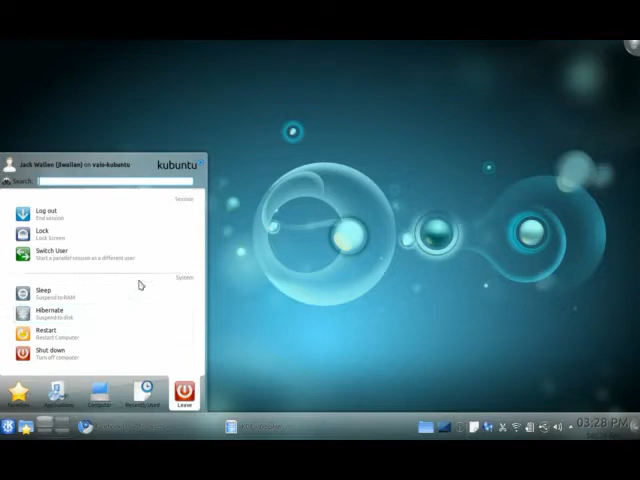 Jack Wallen (jlwallen) on vaio-kubuntu
kubuntu
Search:
Session
Log out
End session
Lock
Lock Screen
Switch User
Start a parallel session as a different user
System
Sleep
Suspend to RAM
Hibernate
Suspend to disk
Restart
Restart Computer
Shut down
Turn off computer
Favorites
Applications
Computer
Recently Used
Leave
03:28 PM